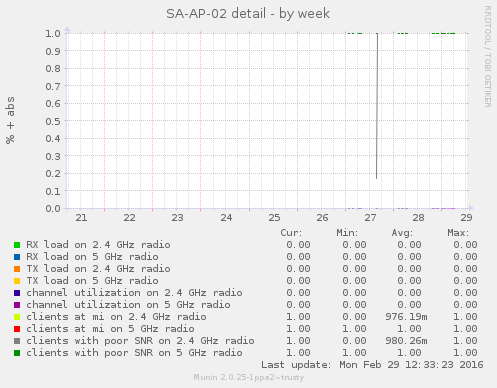 SA-AP-02 detail - by week
RRDTOOL / TOBI OETIKER
% + abs
1.0
0.9
0.8
0.7
0.6
0.5
0.4
0.3
0.2
0.1
0.0
21 22 23 24 25 26 27 28 29
Cur: Min: Avg: Max:
RX load on 2.4 GHz radio 0.00 0.00 0.00 0.00
RX load on 5 GHz radio 0.00 0.00 0.00 0.00
TX load on 2.4 GHz radio 0.00 0.00 0.00 0.00
TX load on 5 GHz radio 0.00 0.00 0.00 0.00
channel utilization on 2.4 GHz radio 0.00 0.00 0.00 0.00
channel utilization on 5 GHz radio 0.00 0.00 0.00 0.00
clients at mi on 2.4 GHz radio 1.00 0.00 976.19m 1.00
clients at mi on 5 GHz radio 1.00 1.00 1.00 1.00
clients with poor SNR on 2.4 GHz radio 1.00 0.00 980.26m 1.00
clients with poor SNR on 5 GHz radio 1.00 1.00 1.00 1.00
Last update: Mon Feb 29 12:33:23 2016
Munin 2.0.25-1ppa2~trusty